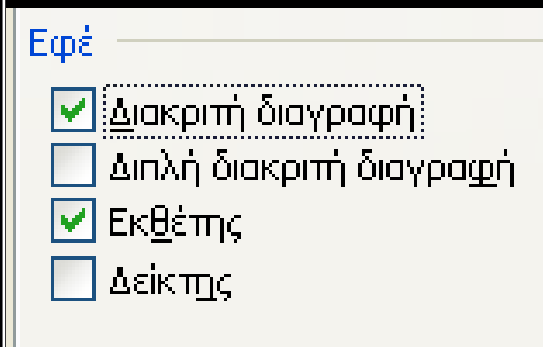 Εφέ
Διακριτή διαγραφή
Διπλή διακριτή διαγραφή
Εκθέτης
Δείκτης